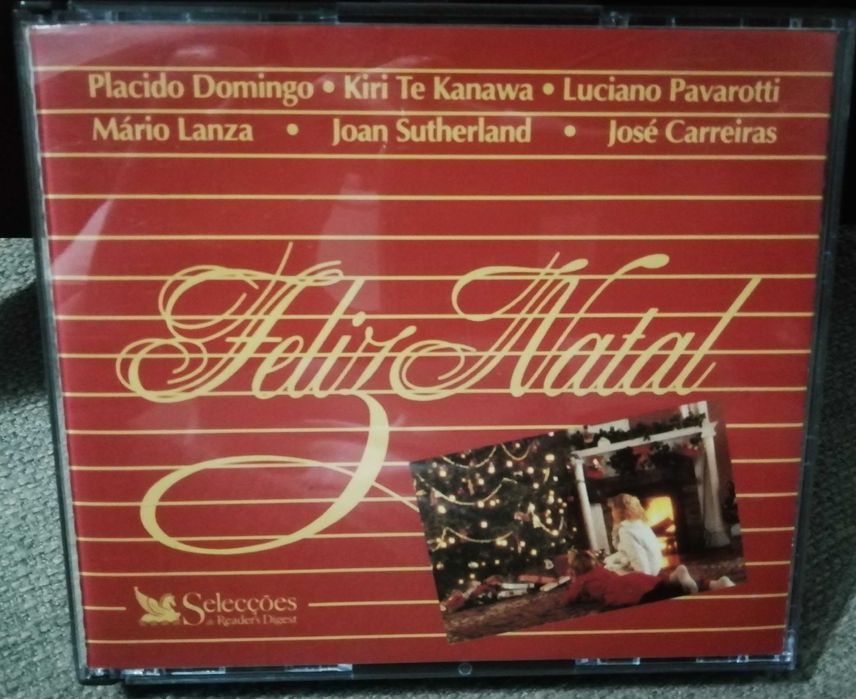 Placido Domingo • Kiri Te Kanawa • Luciano Pavarotti
Mário Lanza • Joan Sutherland • José Carreiras
Feliz Natal
Selecções
do Reader's Digest